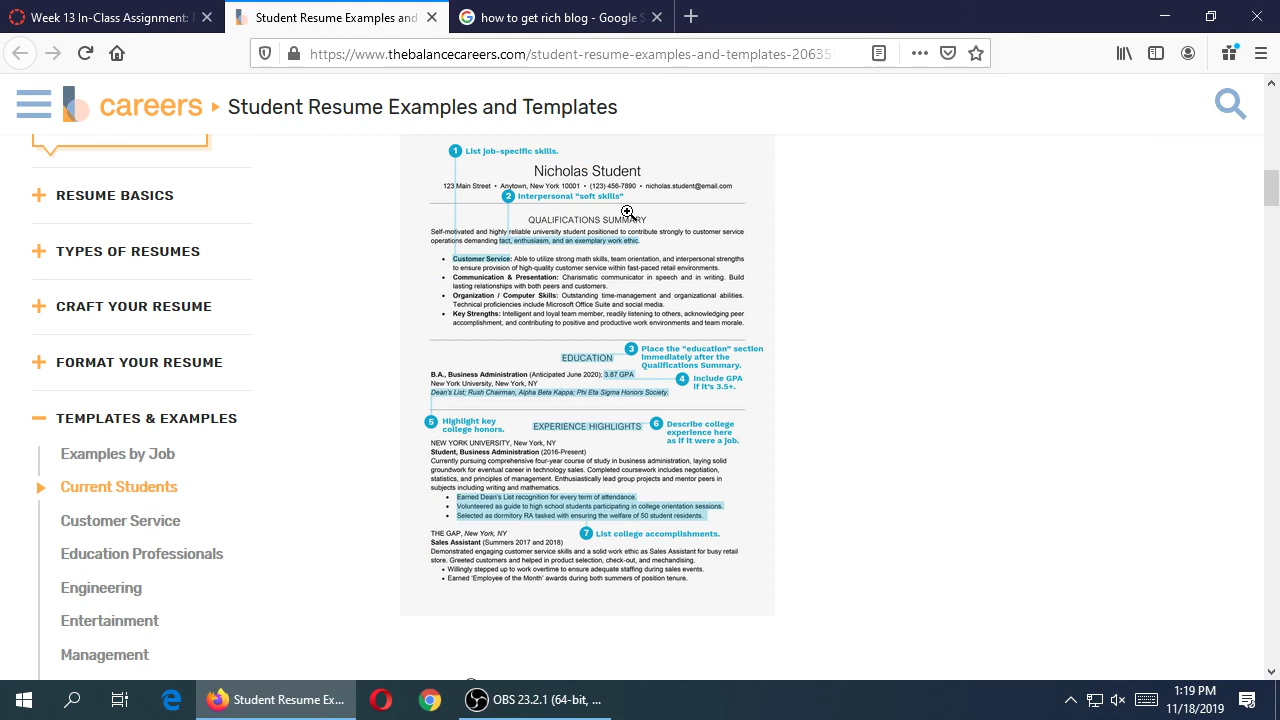 Week 13 In-Class Assignment:
Student Resume Examples and
how to get rich blog - Google S
https://www.thebalancecareers.com/student-resume-examples-and-templates-20635
careers
Student Resume Examples and Templates
RESUME BASICS
TYPES OF RESUMES
CRAFT YOUR RESUME
FORMAT YOUR RESUME
TEMPLATES & EXAMPLES
Examples by Job
Current Students
Customer Service
Education Professionals
Engineering
Entertainment
Management
1 List job-specific skills.
Nicholas Student
123 Main Street • Anytown, New York 10001 • (123) 456-7890 • nicholas.student@email.com
2 Interpersonal "soft skills"
QUALIFICATIONS SUMMARY
Self-motivated and highly reliable university student positioned to contribute strongly to customer service
operations demanding tact, enthusiasm, and an exemplary work ethic.
• Customer Service: Able to utilize strong math skills, team orientation, and interpersonal strengths
to ensure provision of high-quality customer service within fast-paced retail environments.
• Communication & Presentation: Charismatic communicator in speech and in writing. Build
lasting relationships with both peers and customers.
• Organization / Computer Skills: Outstanding time-management and organizational abilities.
Technical proficiencies include Microsoft Office Suite and social media.
• Key Strengths: Intelligent and loyal team member, readily listening to others, acknowledging peer
accomplishment, and contributing to positive and productive work environments and team morale.
3 Place the "education" section
immediately after the
Qualifications Summary.
EDUCATION
B.A., Business Administration (Anticipated June 2020); 3.87 GPA
4 Include GPA
if it's 3.5+.
New York University, New York, NY
Dean's List; Rush Chairman, Alpha Beta Kappa; Phi Eta Sigma Honors Society.
5 Highlight key
college honors.
EXPERIENCE HIGHLIGHTS
6 Describe college
experience here
as if it were a job.
NEW YORK UNIVERSITY, New York, NY
Student, Business Administration (2016-Present)
Currently pursuing comprehensive four-year course of study in business administration, laying solid
groundwork for eventual career in technology sales. Completed coursework includes negotiation,
statistics, and principles of management. Enthusiastically lead group projects and mentor peers in
subjects including writing and mathematics.
• Earned Dean's List recognition for every term of attendance.
• Volunteered as guide to high school students participating in college orientation sessions.
• Selected as dormitory RA tasked with ensuring the welfare of 50 student residents.
7 List college accomplishments.
THE GAP, New York, NY
Sales Assistant (Summers 2017 and 2018)
Demonstrated engaging customer service skills and a solid work ethic as Sales Assistant for busy retail
store. Greeted customers and helped in product selection, check-out, and mechandising.
• Willingly stepped up to work overtime to ensure adequate staffing during sales events.
• Earned 'Employee of the Month' awards during both summers of position tenure.
Student Resume Ex...
OBS 23.2.1 (64-bit, ...
1:19 PM
11/18/2019